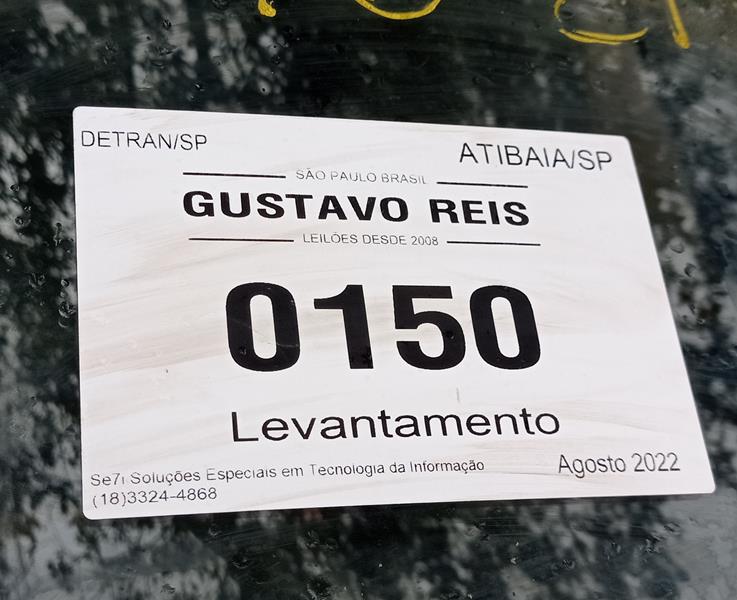 DETRAN/SP
ATIBAIA/SP
SÃO PAULO BRASIL
GUSTAVO REIS
LEILÕES DESDE 2008
0150
Levantamento
Se7i Soluções Especiais em Tecnologia da Informação
Agosto 2022
(18)3324-4868